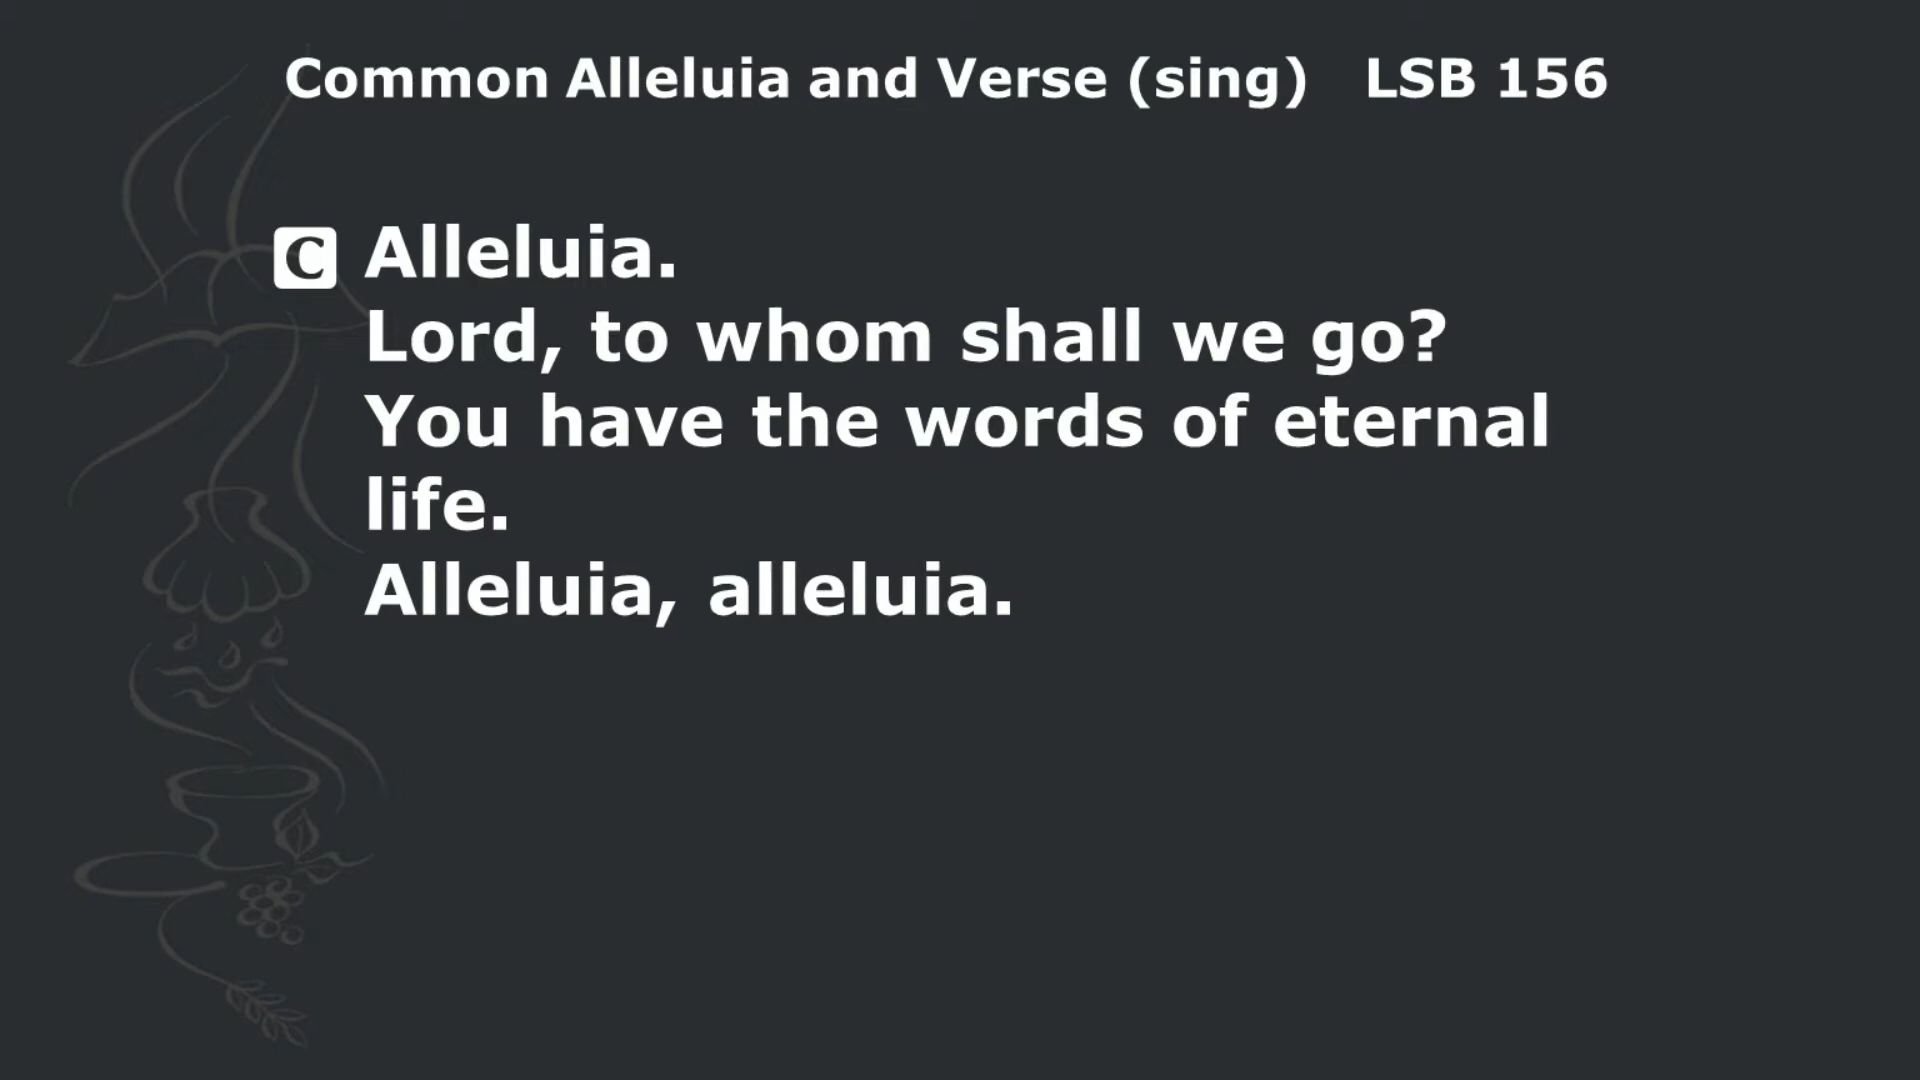 Common Alleluia and Verse (sing) LSB 156
C Alleluia.
Lord, to whom shall we go?
You have the words of eternal
life.
Alleluia, alleluia.